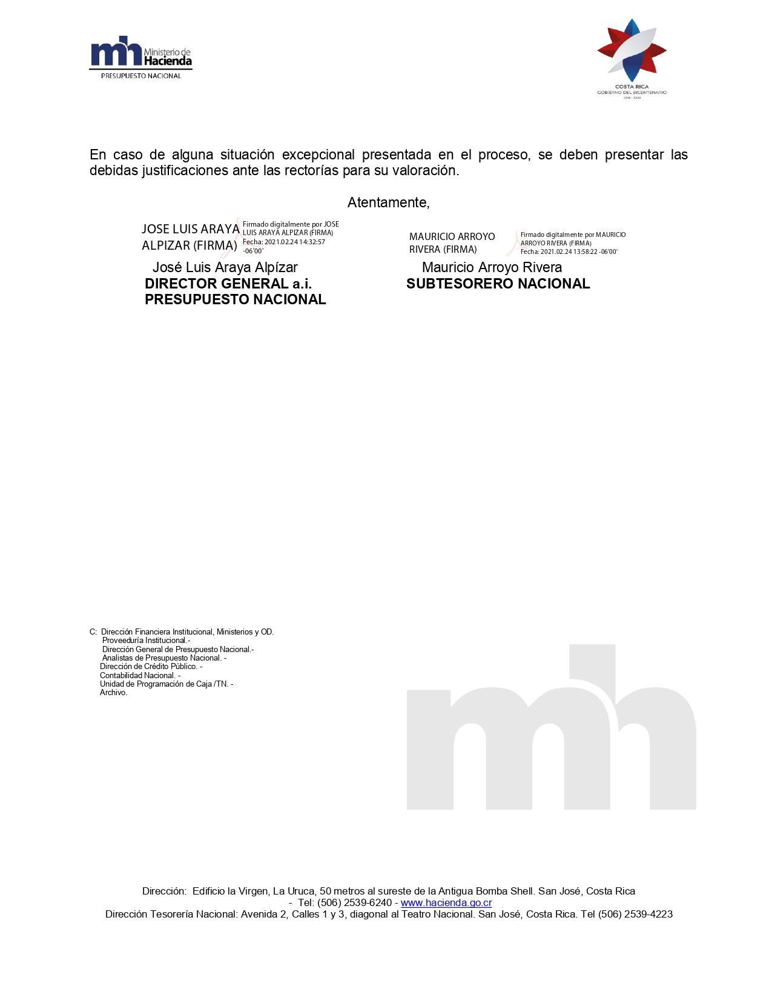 mh Ministerio de
Hacienda
PRESUPUESTO NACIONAL
COSTA RICA
GOBIERNO DEL BICENTENARIO
2018 - 2022
En caso de alguna situación excepcional presentada en el proceso, se deben presentar las
debidas justificaciones ante las rectorías para su valoración.
Atentamente,
JOSE LUIS ARAYA
ALPIZAR (FIRMA)
Firmado digitalmente por JOSE
LUIS ARAYA ALPIZAR (FIRMA)
Fecha: 2021.02.24 14:32:57
-06'00'
José Luis Araya Alpízar
DIRECTOR GENERAL a.i.
PRESUPUESTO NACIONAL
MAURICIO ARROYO
RIVERA (FIRMA)
Firmado digitalmente por MAURICIO
ARROYO RIVERA (FIRMA)
Fecha: 2021.02.24 13:58:22 -06'00'
Mauricio Arroyo Rivera
SUBTESORERO NACIONAL
C: Dirección Financiera Institucional, Ministerios y OD.
Proveeduría Institucional.-
Dirección General de Presupuesto Nacional.-
Analistas de Presupuesto Nacional. -
Dirección de Crédito Público. -
Contabilidad Nacional. -
Unidad de Programación de Caja /TN. -
Archivo.
mh
Dirección: Edificio la Virgen, La Uruca, 50 metros al sureste de la Antigua Bomba Shell. San José, Costa Rica
- Tel: (506) 2539-6240 - www.hacienda.go.cr
Dirección Tesorería Nacional: Avenida 2, Calles 1 y 3, diagonal al Teatro Nacional. San José, Costa Rica. Tel (506) 2539-4223